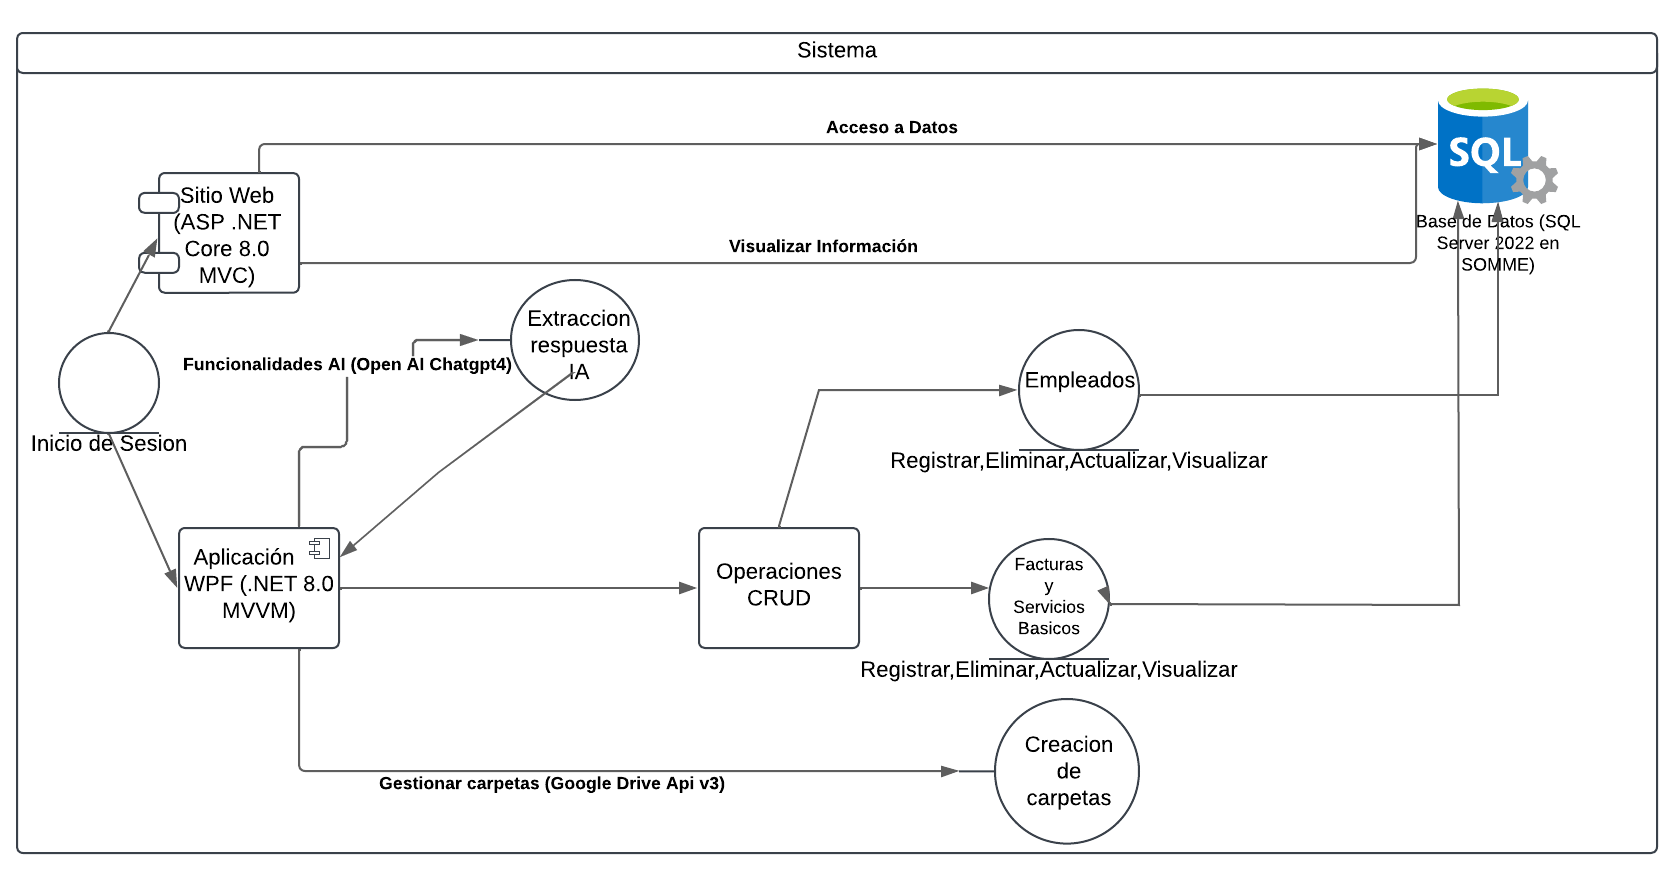 Sistema
Acceso a Datos
SQL
Sitio Web
(ASP .NET
Core 8.0
MVC)
Base de Datos (SQL
Server 2022 en
SOMME)
Visualizar Información
Extraccion
respuesta
IA
Funcionalidades AI (Open AI Chatgpt4)
Empleados
Inicio de Sesion
Registrar,Eliminar,Actualizar,Visualizar
Aplicación
WPF (.NET 8.0
MVVM)
Operaciones
CRUD
Facturas
y
Servicios
Basicos
Registrar,Eliminar,Actualizar,Visualizar
Creacion
de
carpetas
Gestionar carpetas (Google Drive Api v3)